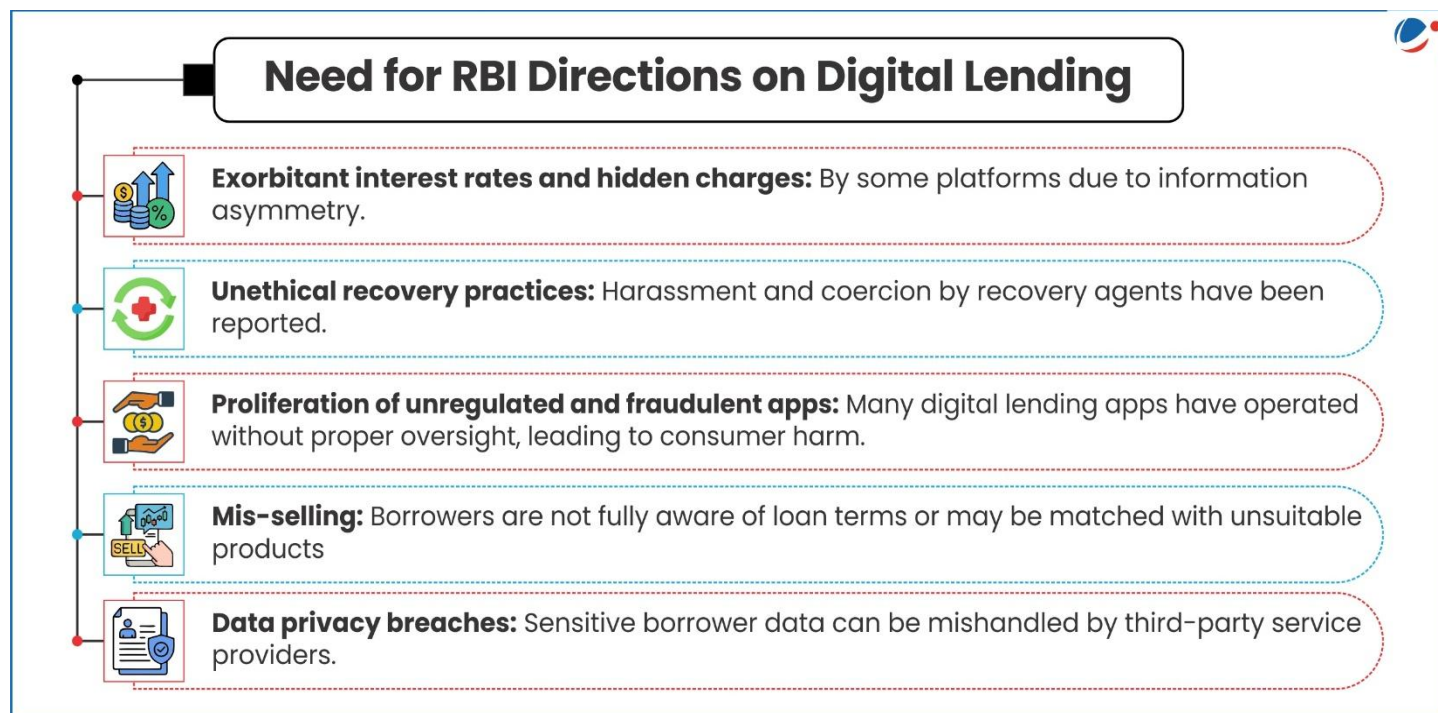 Need for RBI Directions on Digital Lending
Exorbitant interest rates and hidden charges: By some platforms due to information
asymmetry.
Unethical recovery practices: Harassment and coercion by recovery agents have been
reported.
Proliferation of unregulated and fraudulent apps: Many digital lending apps have operated
without proper oversight, leading to consumer harm.
SELL
Mis-selling: Borrowers are not fully aware of loan terms or may be matched with unsuitable
products
Data privacy breaches: Sensitive borrower data can be mishandled by third-party service
providers.